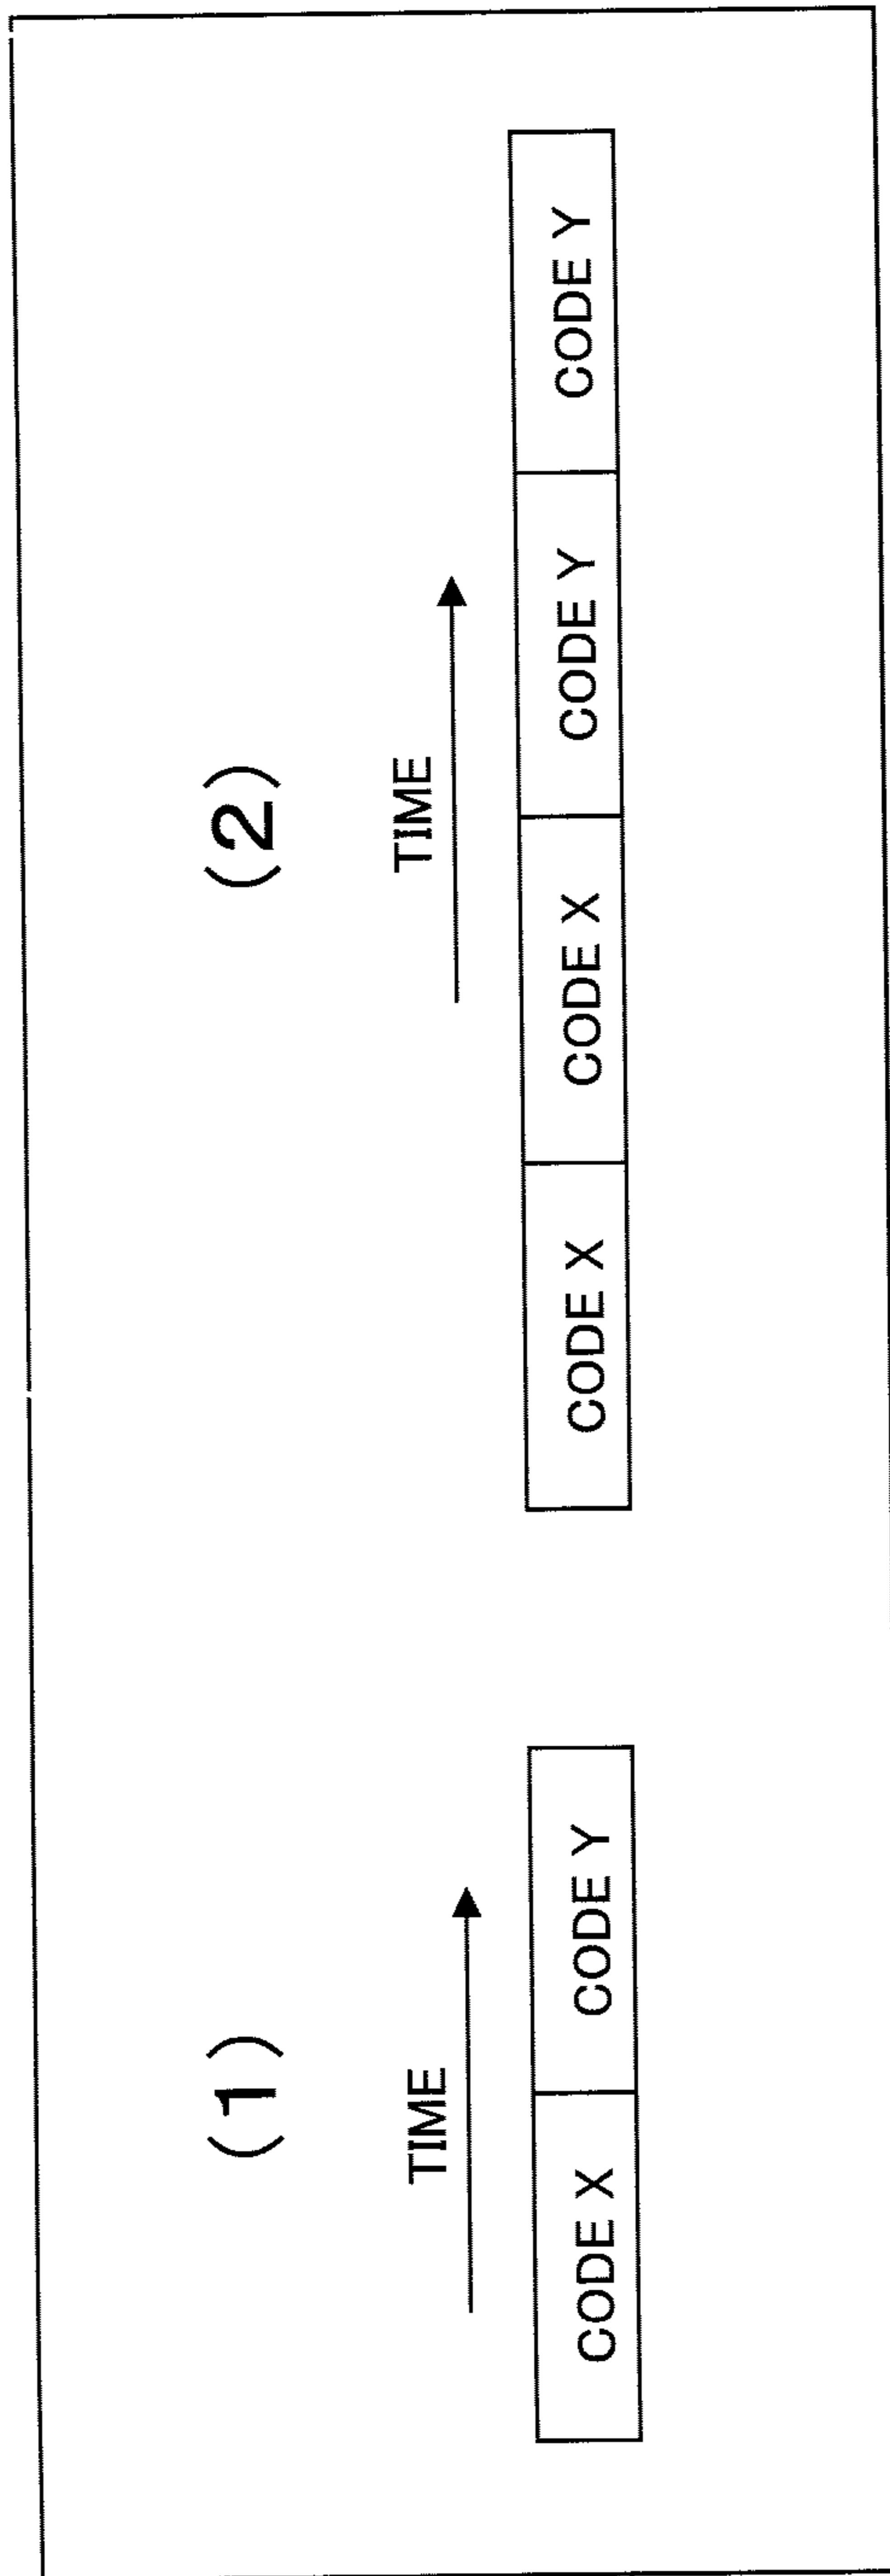 (1)
TIME
CODE X CODE Y
(2)
TIME
CODE X CODE X CODE Y CODE Y